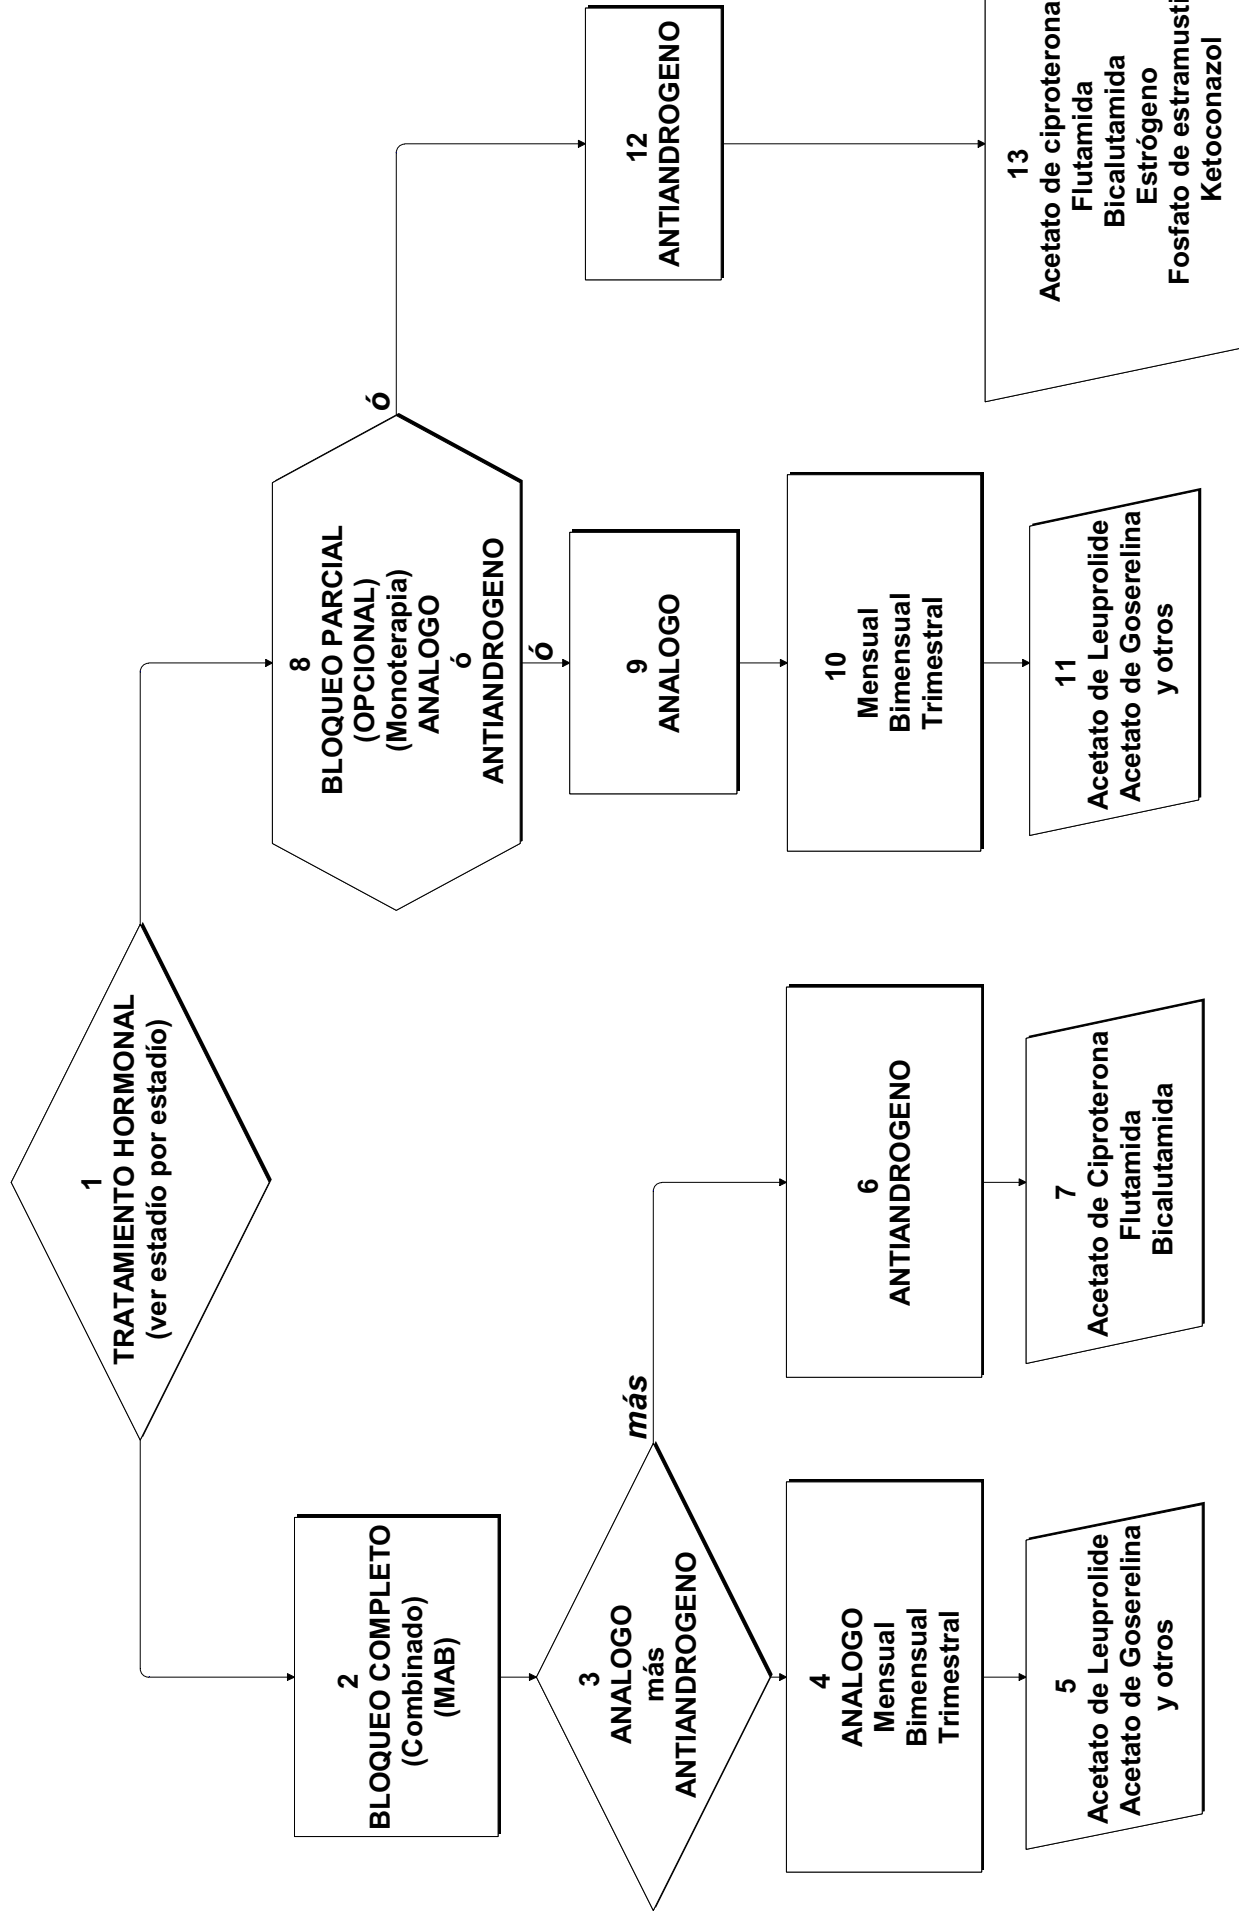 1
TRATAMIENTO HORMONAL
(ver estadío por estadío)
2
BLOQUEO COMPLETO
(Combinado)
(MAB)
3
ANALOGO
más
ANTIANDROGENO
más
4
ANALOGO
Mensual
Bimensual
Trimestral
5
Acetato de Leuprolide
Acetato de Goserelina
y otros
6
ANTIANDROGENO
7
Acetato de Ciproterona
Flutamida
Bicalutamida
8
BLOQUEO PARCIAL
(OPCIONAL)
(Monoterapia)
ANALOGO
ó
ANTIANDROGENO
ó
ó
9
ANALOGO
10
Mensual
Bimensual
Trimestral
11
Acetato de Leuprolide
Acetato de Goserelina
y otros
12
ANTIANDROGENO
13
Acetato de ciproterona
Flutamida
Bicalutamida
Estrógeno
Fosfato de
Ketoconazol